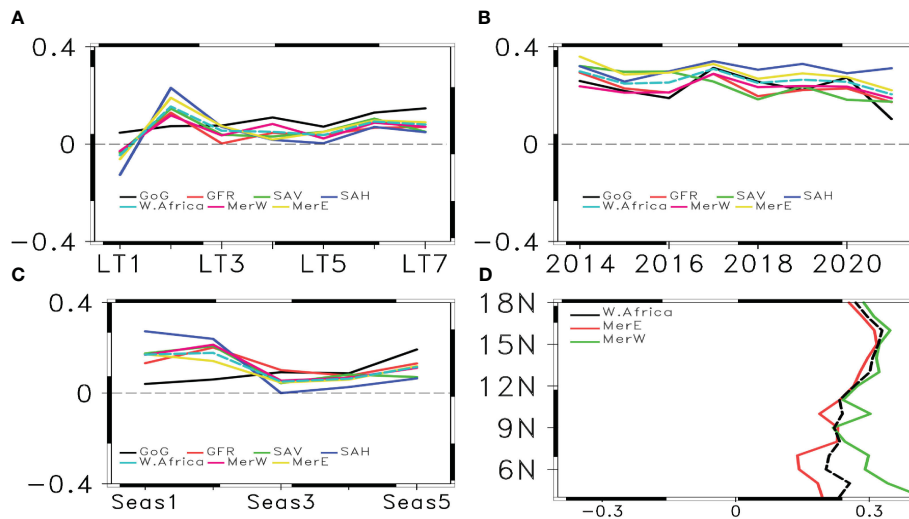 A
0.4
0
-0.4
GoG GFR SAV SAH
W.Africa MerW MerE
LT1 LT3 LT5 LT7
B
0.4
0
-0.4
GoG GFR SAV SAH
W.Africa MerW MerE
2014 2016 2018 2020
C
0.4
0
-0.4
GoG GFR SAV SAH
W.Africa MerW MerE
Seas1 Seas3 Seas5
D
18N
15N
12N
9N
6N
W.Africa
MerE
MerW
-0.3 0 0.3